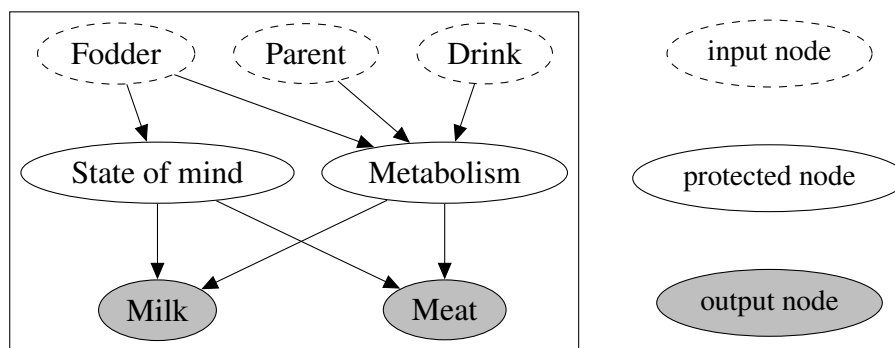 Fodder Parent Drink input node
State of mind Metabolism protected node
Milk Meat output node